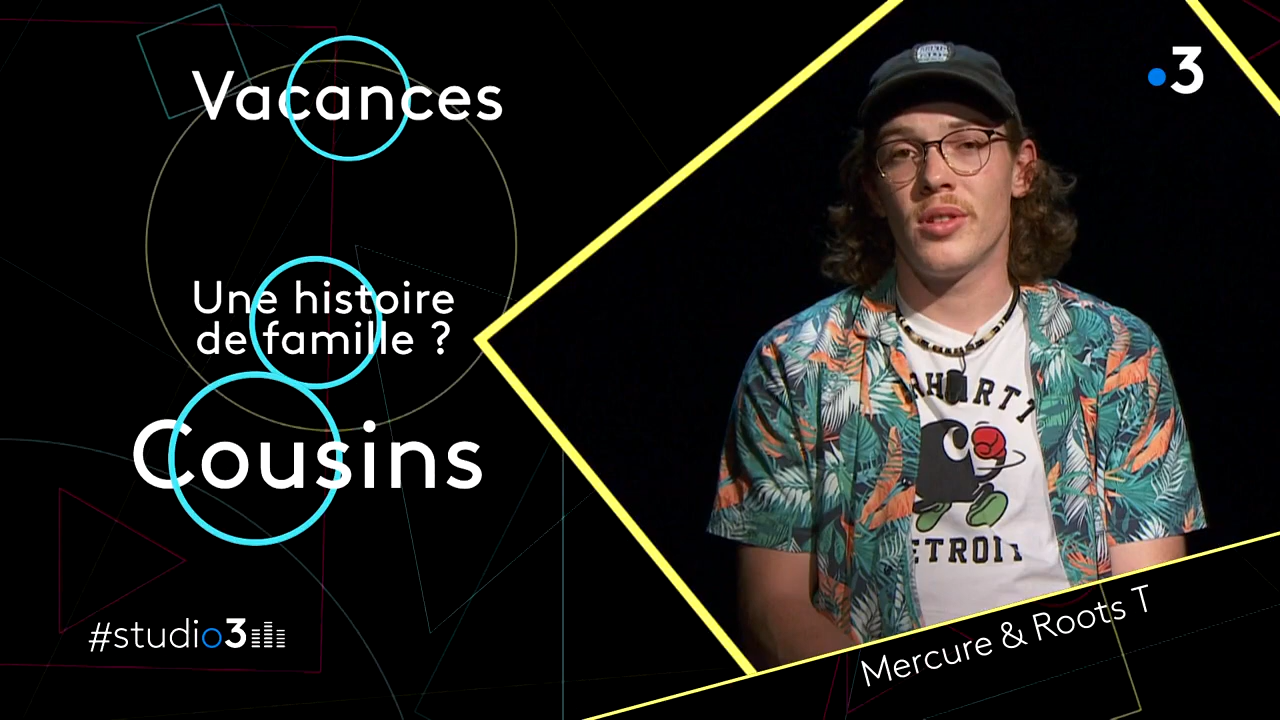 Vacances
Une histoire
de famille ?
Cousins
#studio3
3
DETROIT
Mercure & Roots T